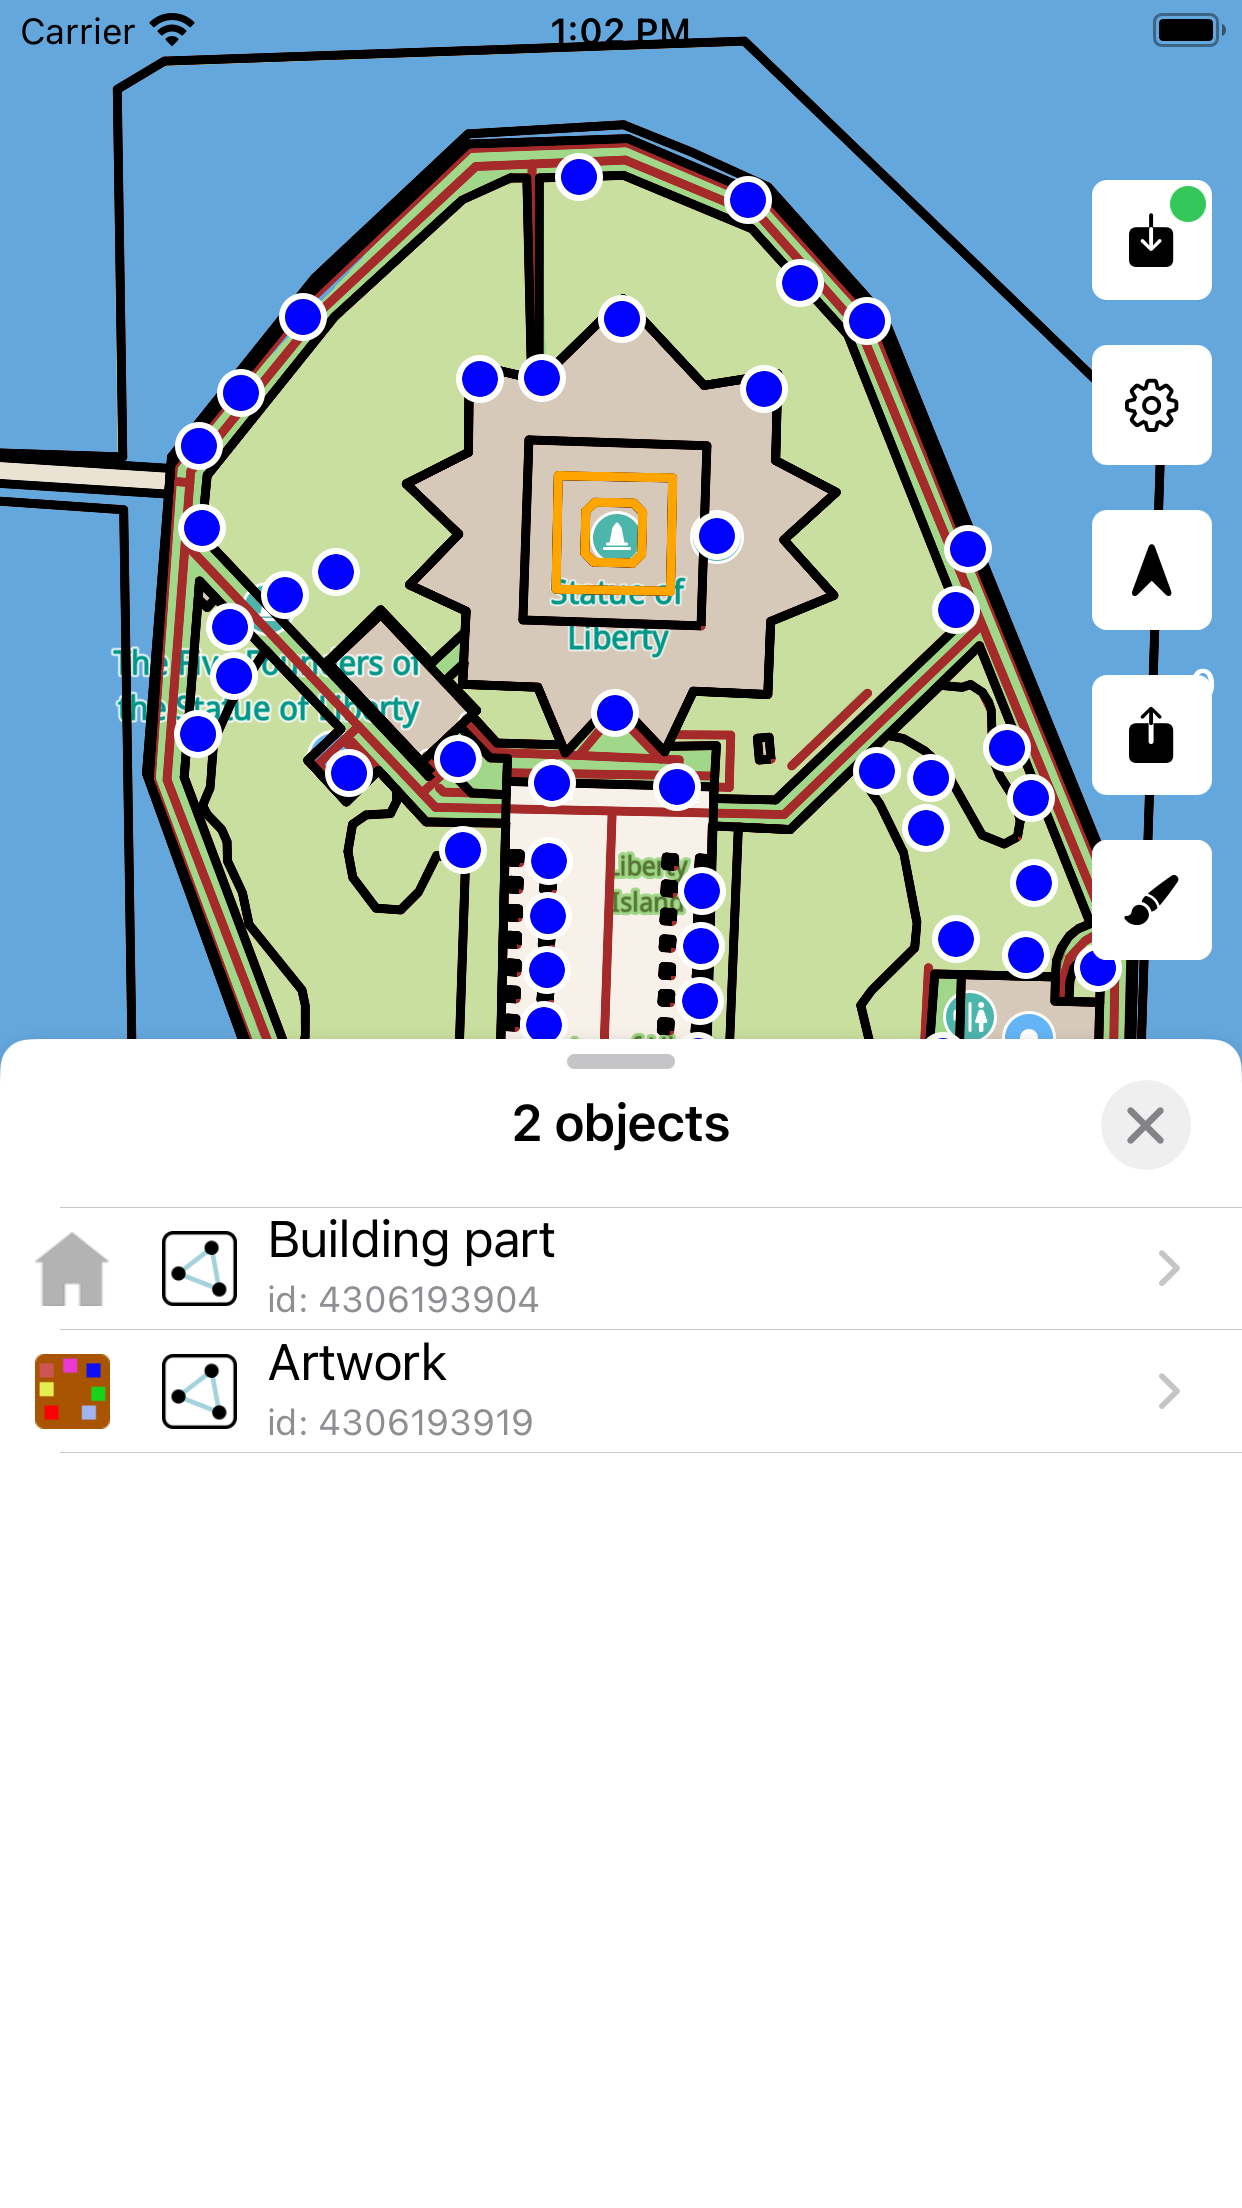 Carrier
1:02 PM
Statue of
Liberty
The Five Founders of
the Statue of Liberty
Liberty
Island
2 objects
Building part
id: 4306193904
Artwork
id: 4306193919